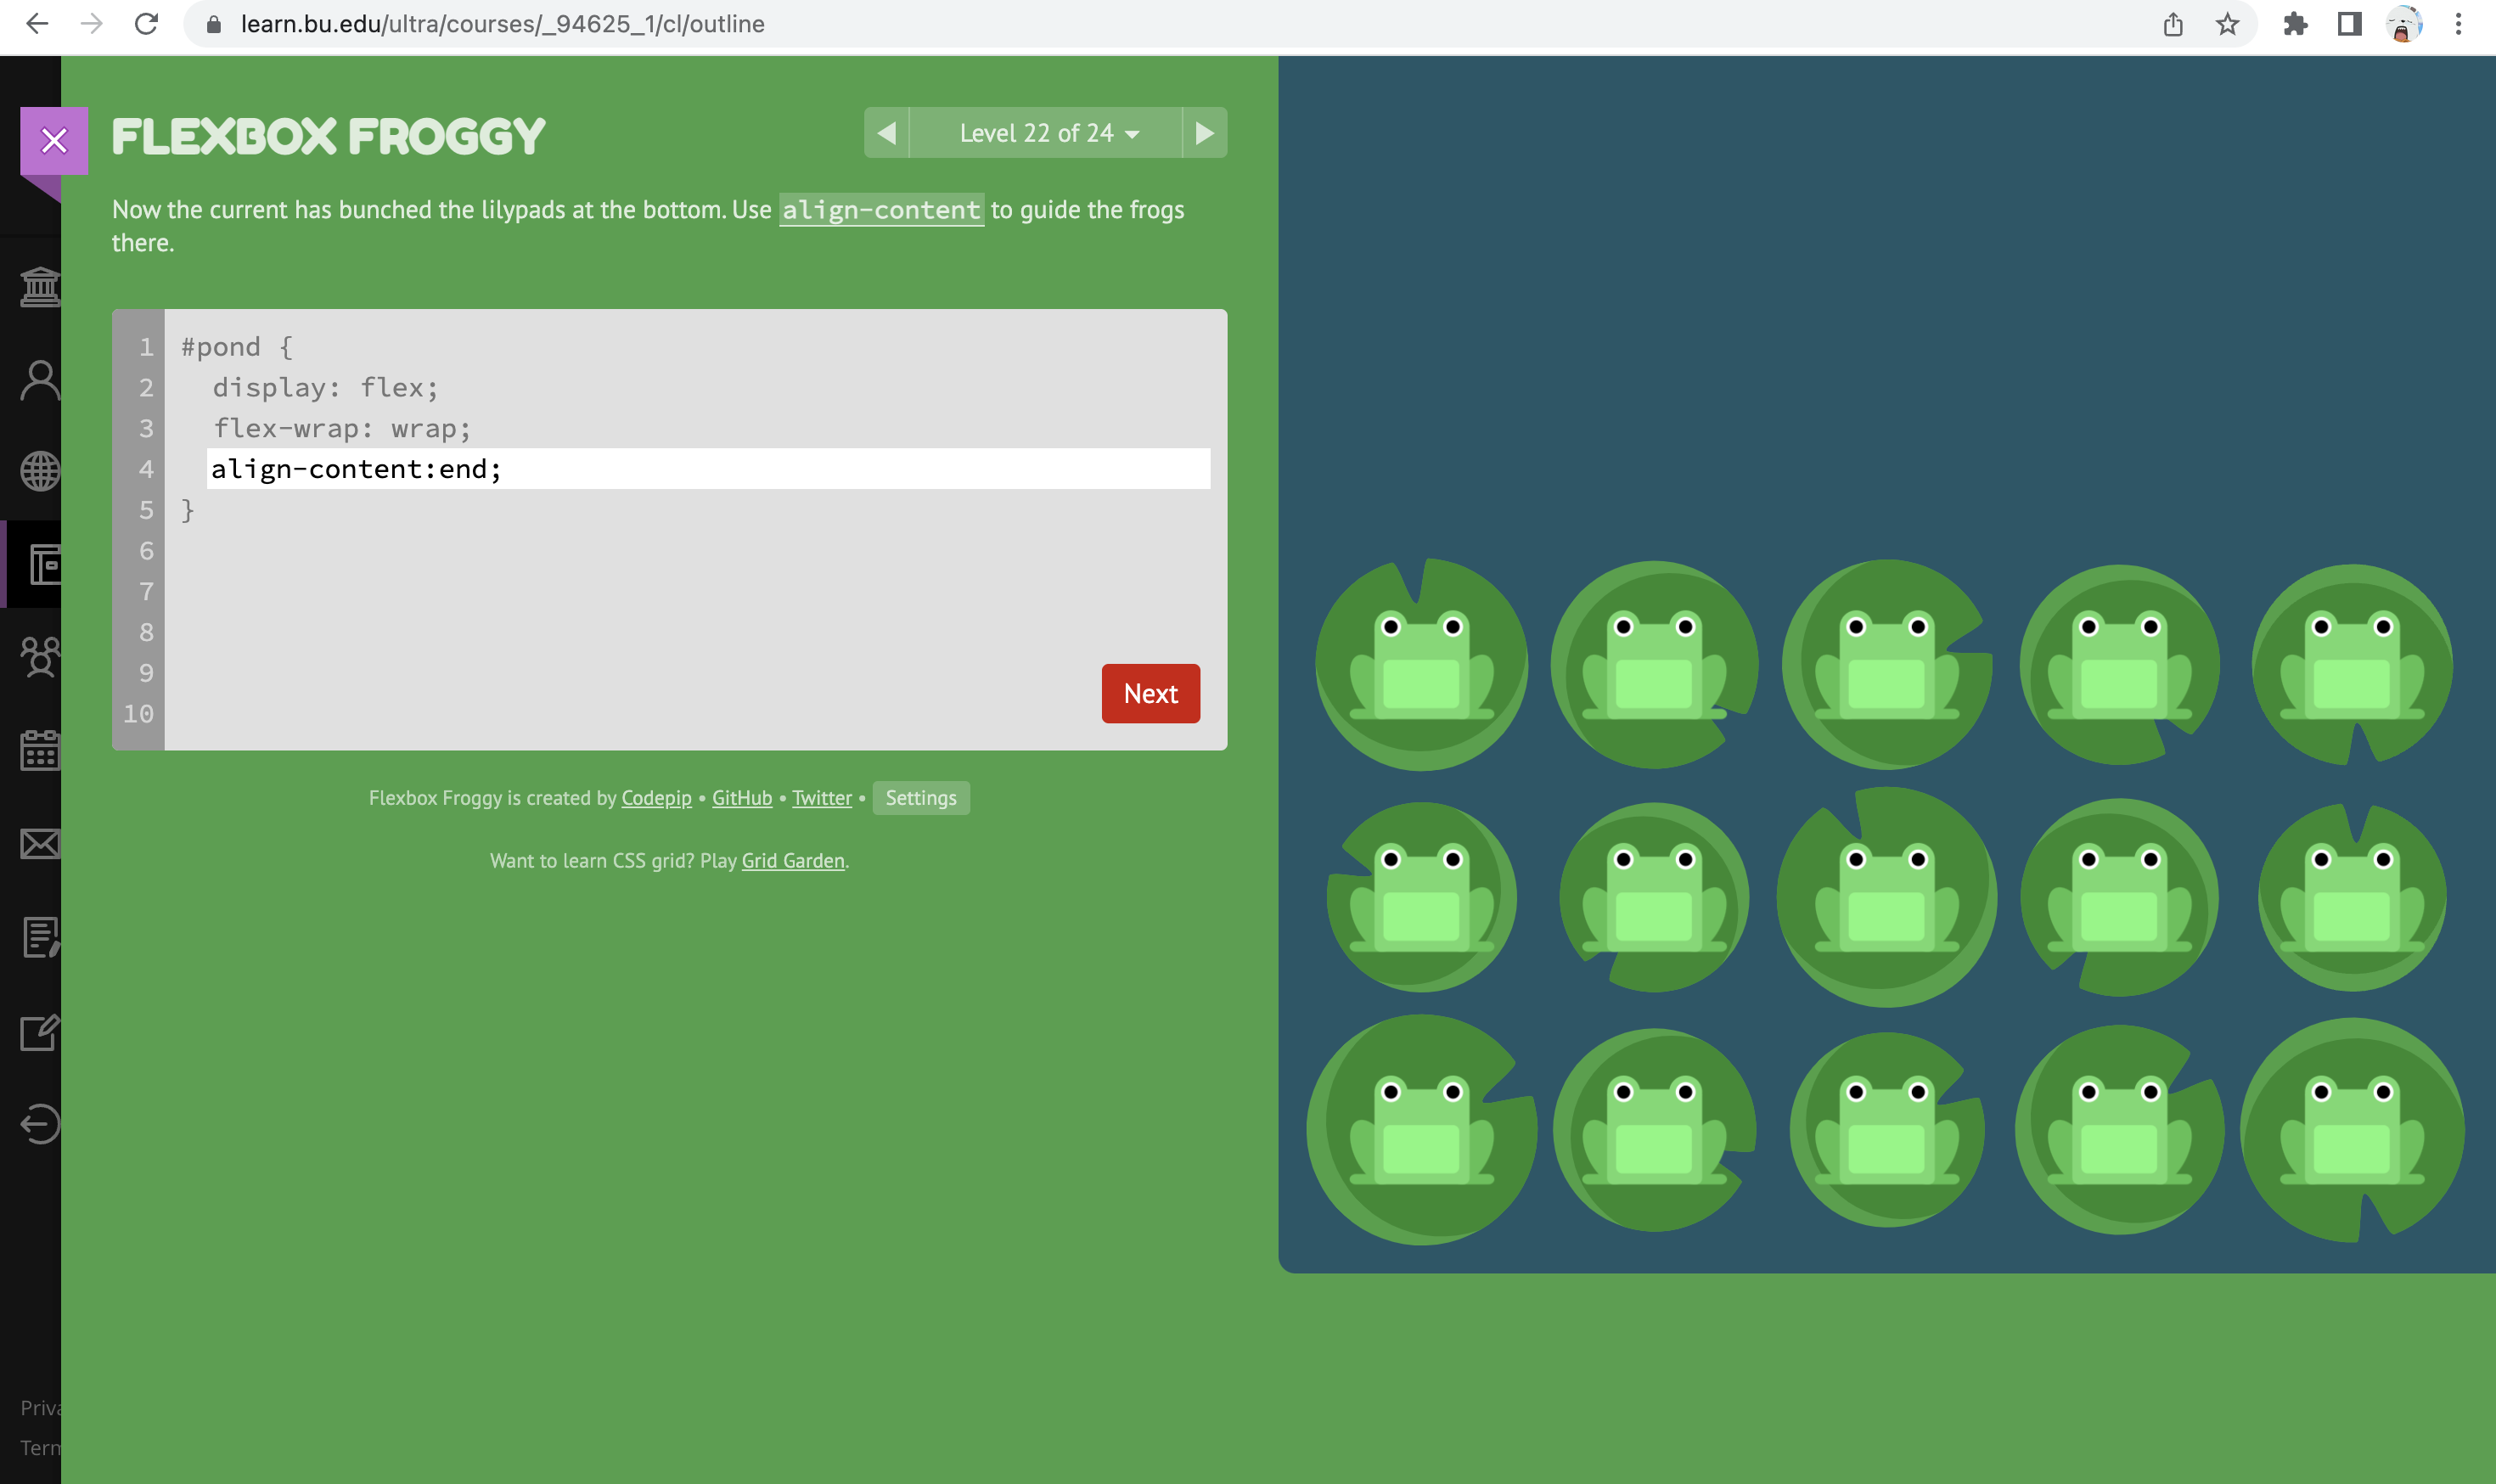 learn.bu.edu/ultra/courses/_94625_1/cl/outline
FLEXBOX FROGGY
Level 22 of 24
Now the current has bunched the lilypads at the bottom. Use align-content to guide the frogs
there.
1 #pond {
2 display: flex;
3 flex-wrap: wrap;
4 align-content:end;
5 }
6
7
8
9
10
Next
Flexbox Froggy is created by Codepip • GitHub • Twitter • Settings
Want to learn CSS grid? Play Grid Garden.
Priva
Term